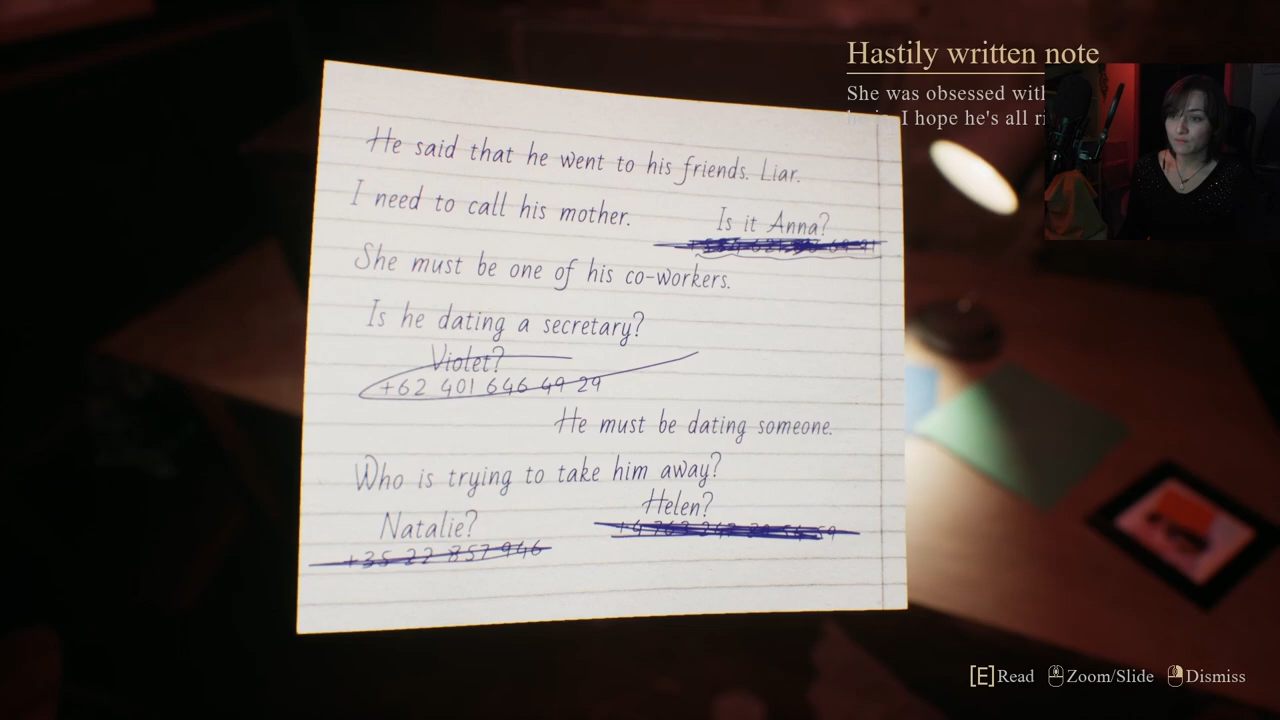 Hastily written note
She was obsessed with
I hope he's all
He said that he went to his friends. Liar.
I need to call his mother.
Is it Anna?
She must be one of his co-workers.
Is he dating a secretary?
Violet?
+62 401 646 49 29
He must be dating someone.
Who is trying to take him away?
Helen?
Natalie?
+35 22 857 946
[E]Read Zoom/Slide Dismiss